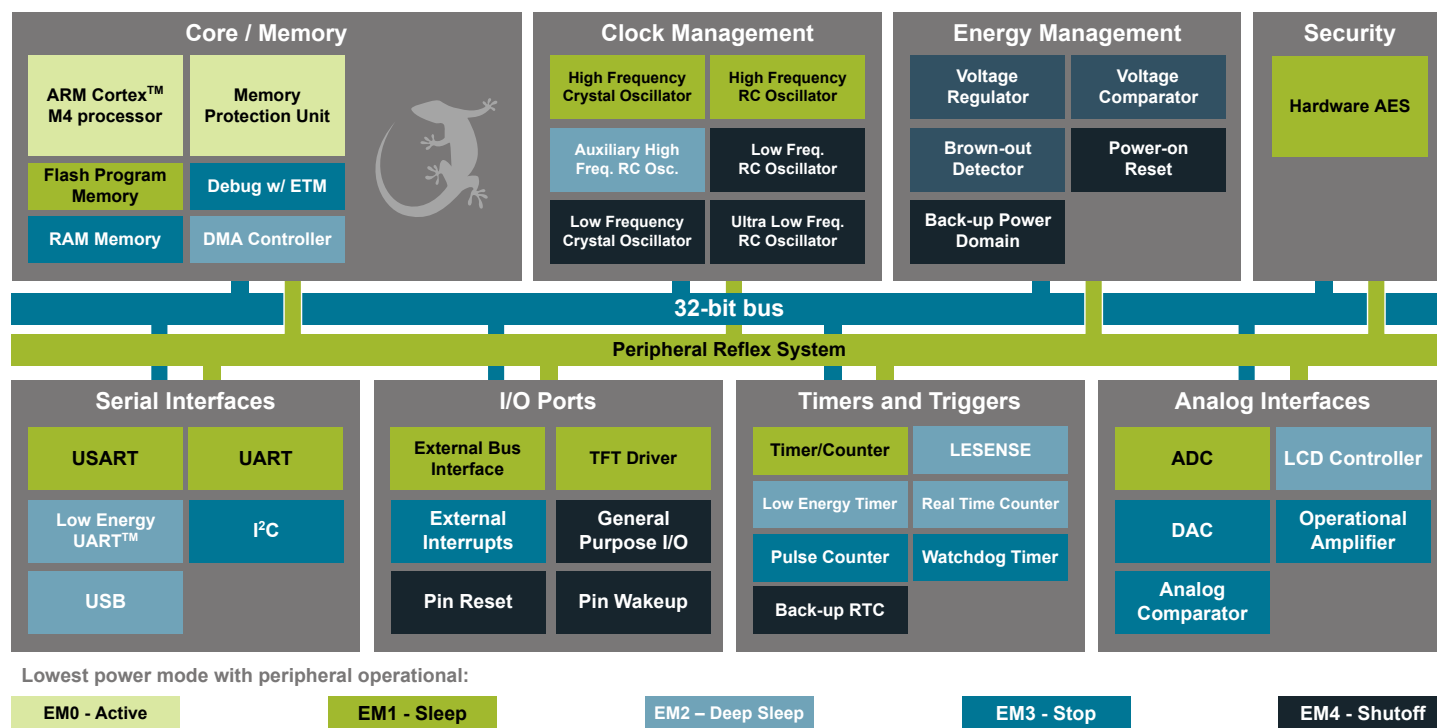 Core / Memory
ARM Cortex™
M4 processor
Memory
Protection Unit
Flash Program
Memory
Debug w/ ETM
RAM Memory
DMA Controller
Clock Management
High Frequency
Crystal Oscillator
High Frequency
RC Oscillator
Auxiliary High
Freq. RC Osc.
Low Freq.
RC Oscillator
Low Frequency
Crystal Oscillator
Ultra Low Freq.
RC Oscillator
Energy Management
Voltage
Regulator
Voltage
Comparator
Brown-out
Detector
Power-on
Reset
Back-up Power
Domain
Security
Hardware AES
32-bit bus
Peripheral Reflex System
Serial Interfaces
USART
UART
Low Energy
UART™
I²C
USB
I/O Ports
External Bus
Interface
TFT Driver
External
Interrupts
General
Purpose I/O
Pin Reset
Pin Wakeup
Timers and Triggers
Timer/Counter
LESENSE
Low Energy Timer
Real Time Counter
Pulse Counter
Watchdog Timer
Back-up RTC
Analog Interfaces
ADC
LCD Controller
DAC
Operational
Amplifier
Analog
Comparator
Lowest power mode with peripheral operational:
EM0 - Active
EM1 - Sleep
EM2 – Deep Sleep
EM3 - Stop
EM4 - Shutoff